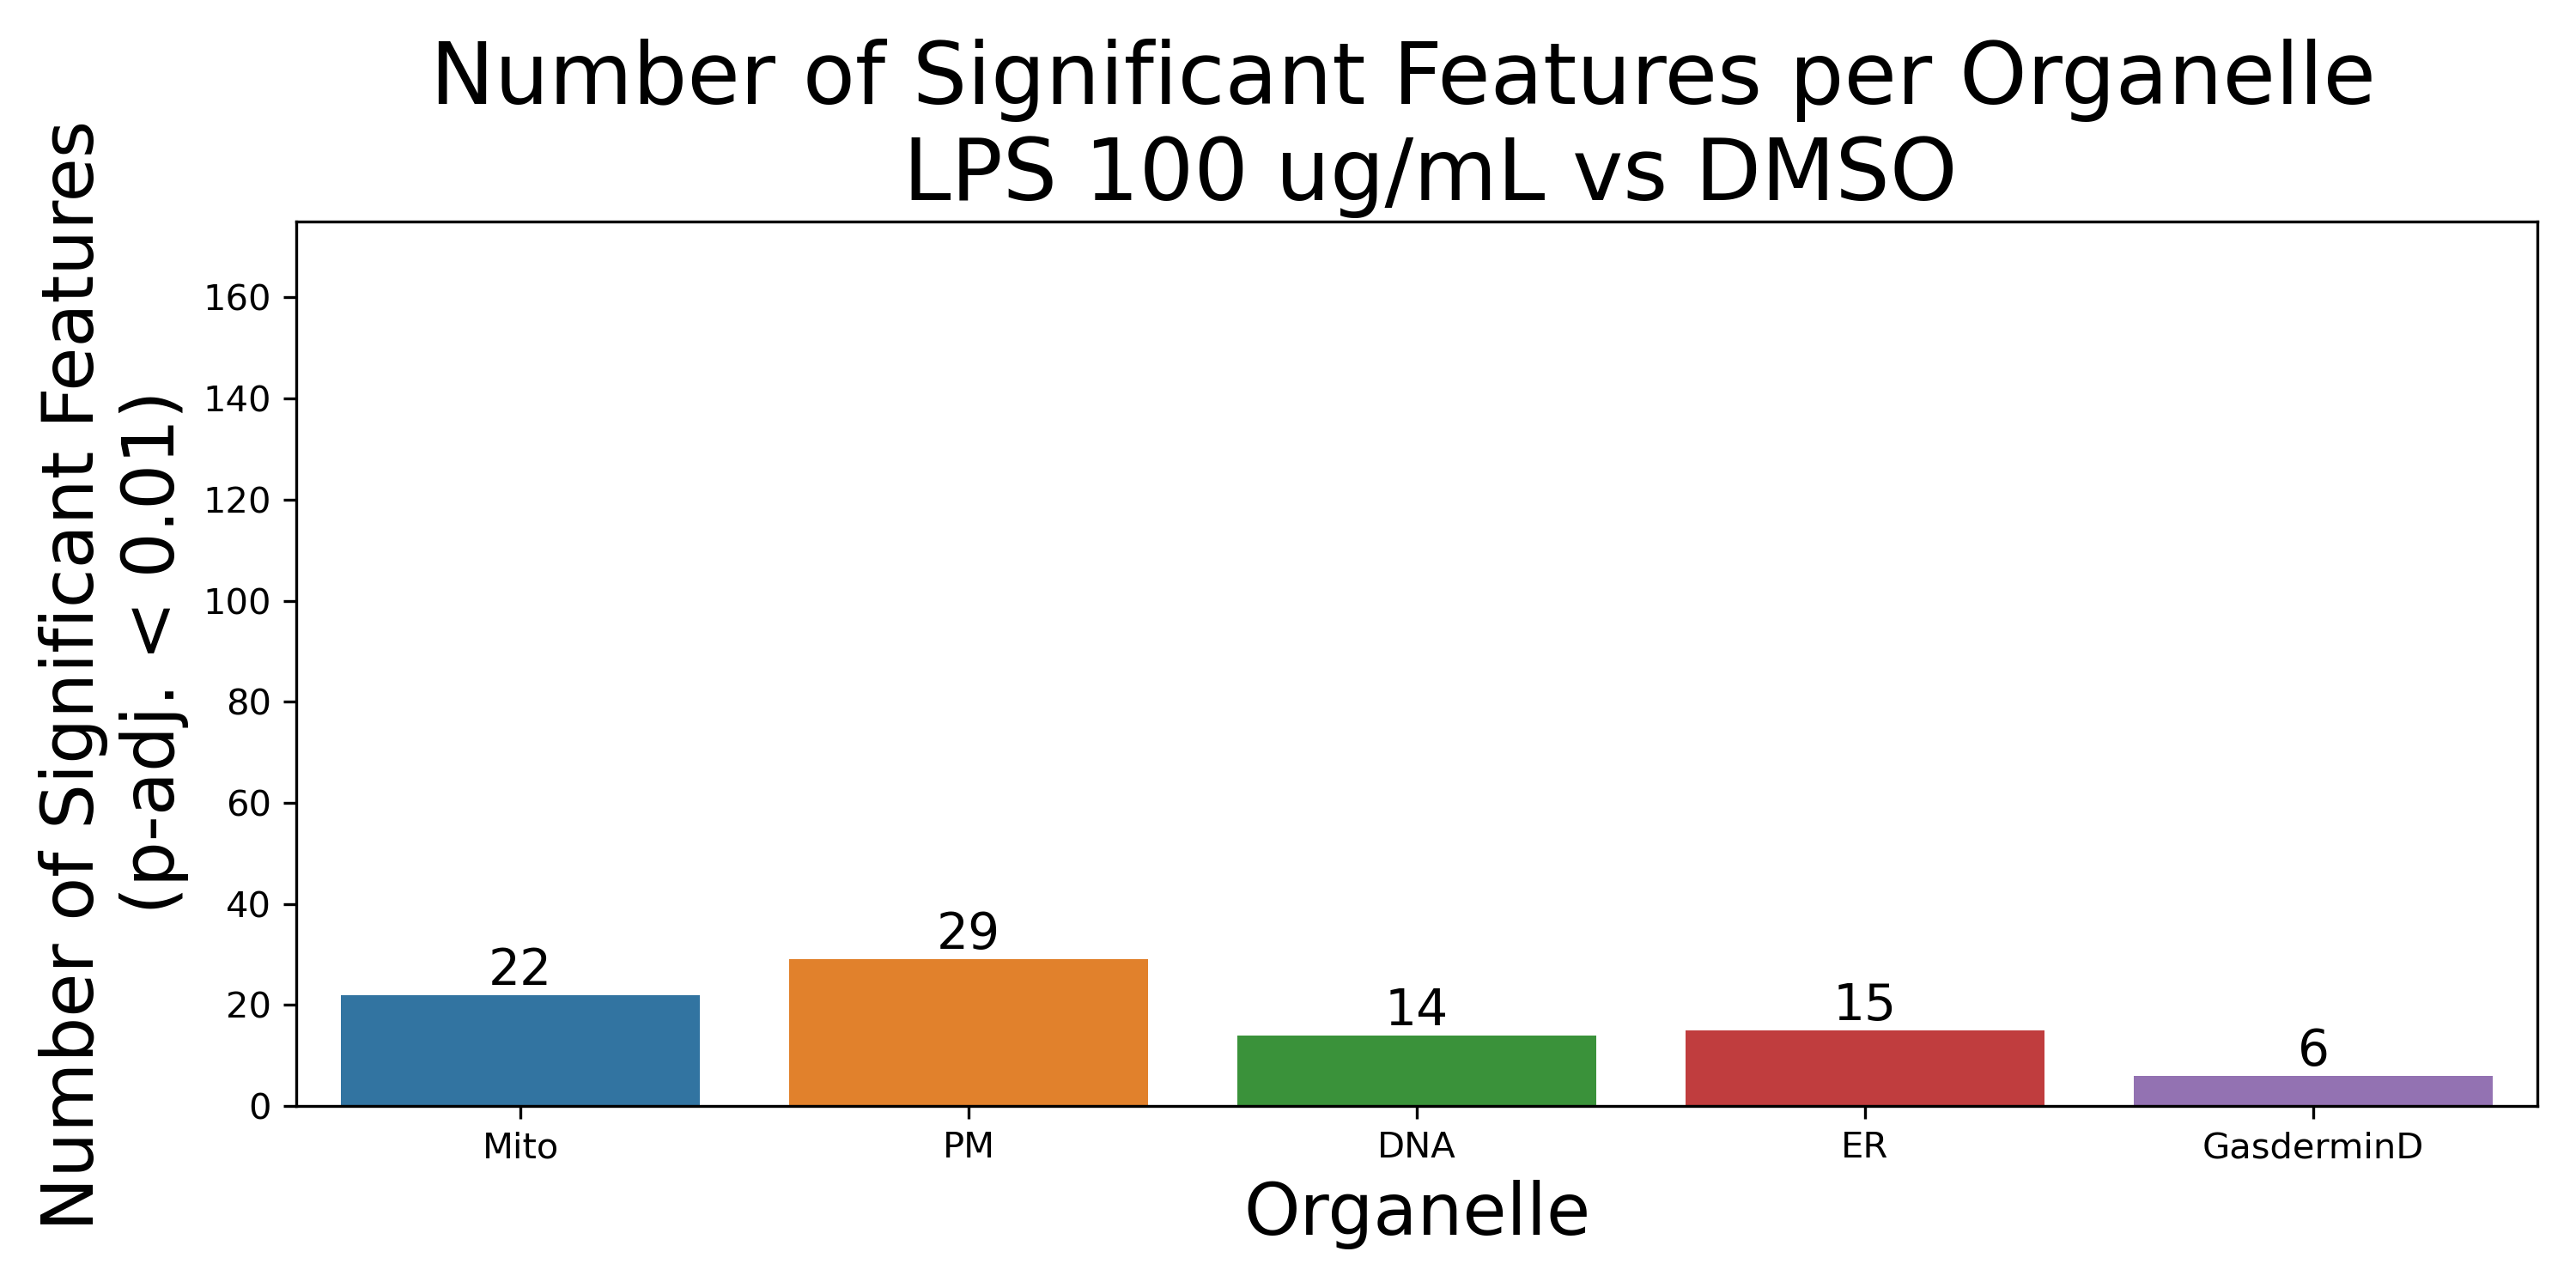 Number of Significant Features per Organelle
LPS 100 ug/mL vs DMSO
Number of Significant Features
(p-adj. < 0.01)
160
140
120
100
80
60
40
20
0
22
29
14
15
6
Mito
PM
DNA
ER
GasderminD
Organelle